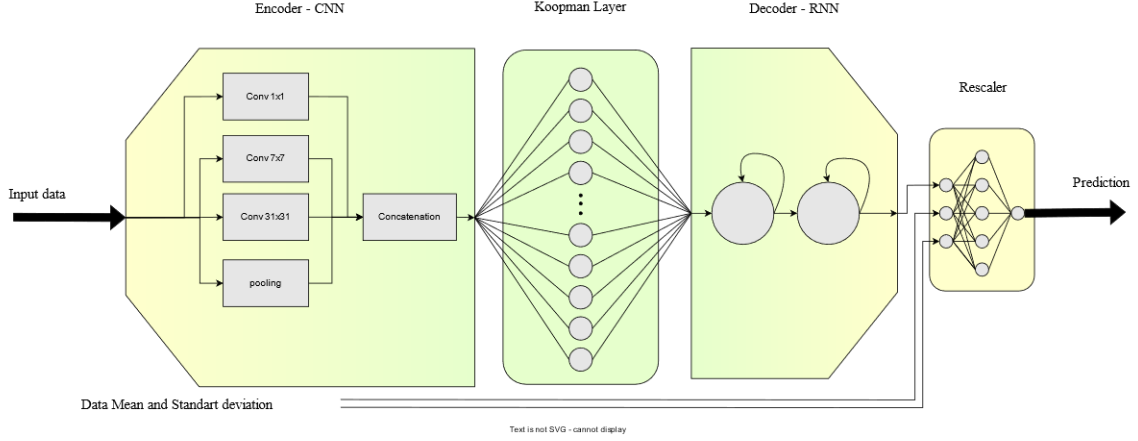 Encoder - CNN
Koopman Layer
Decoder - RNN
Rescaler
Input data
Conv 1x1
Conv 7x7
Conv 31x31
pooling
Concatenation
Prediction
Data Mean and Standart deviation
Text is not SVG - cannot display